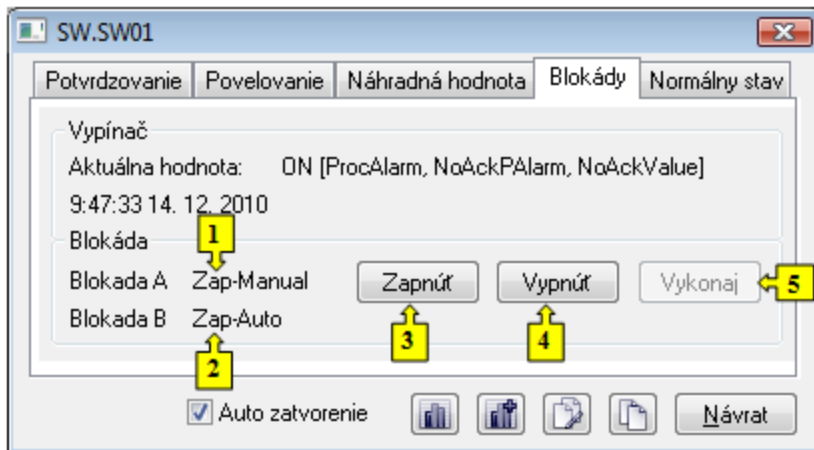 SW.SW01
Potvrdzovanie Povelovanie Náhradná hodnota Blokády Normálny stav
Vypínač
Aktuálna hodnota: ON [ProcAlarm, NoAckPAlarm, NoAckValue]
9:47:33 14. 12. 2010
1
Blokáda
Blokada A Zap-Manual Zapnúť Vypnúť Vykonaj 5
Blokada B Zap-Auto
2 3 4
Auto zatvorenie Návrat